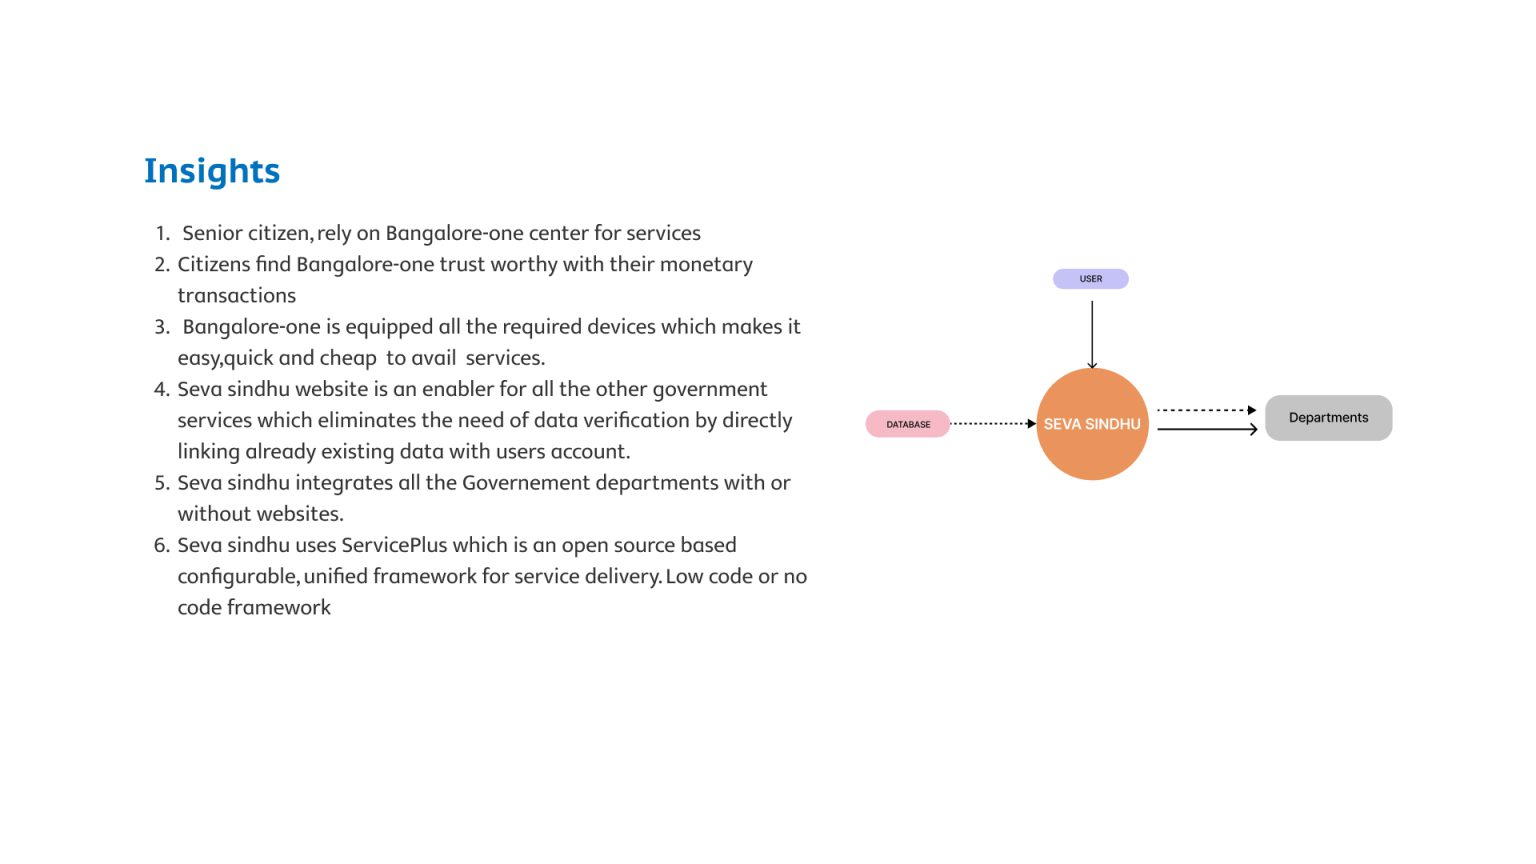 Insights
1. Senior citizen, rely on Bangalore-one center for services
2. Citizens find Bangalore-one trust worthy with their monetary
transactions
3. Bangalore-one is equipped all the required devices which makes it
easy,quick and cheap to avail services.
4. Seva sindhu website is an enabler for all the other government
services which eliminates the need of data verification by directly
linking already existing data with users account.
5. Seva sindhu integrates all the Governement departments with or
without websites.
6. Seva sindhu uses ServicePlus which is an open source based
configurable, unified framework for service delivery. Low code or no
code framework
USER
DATABASE
SEVA SINDHU
Departments